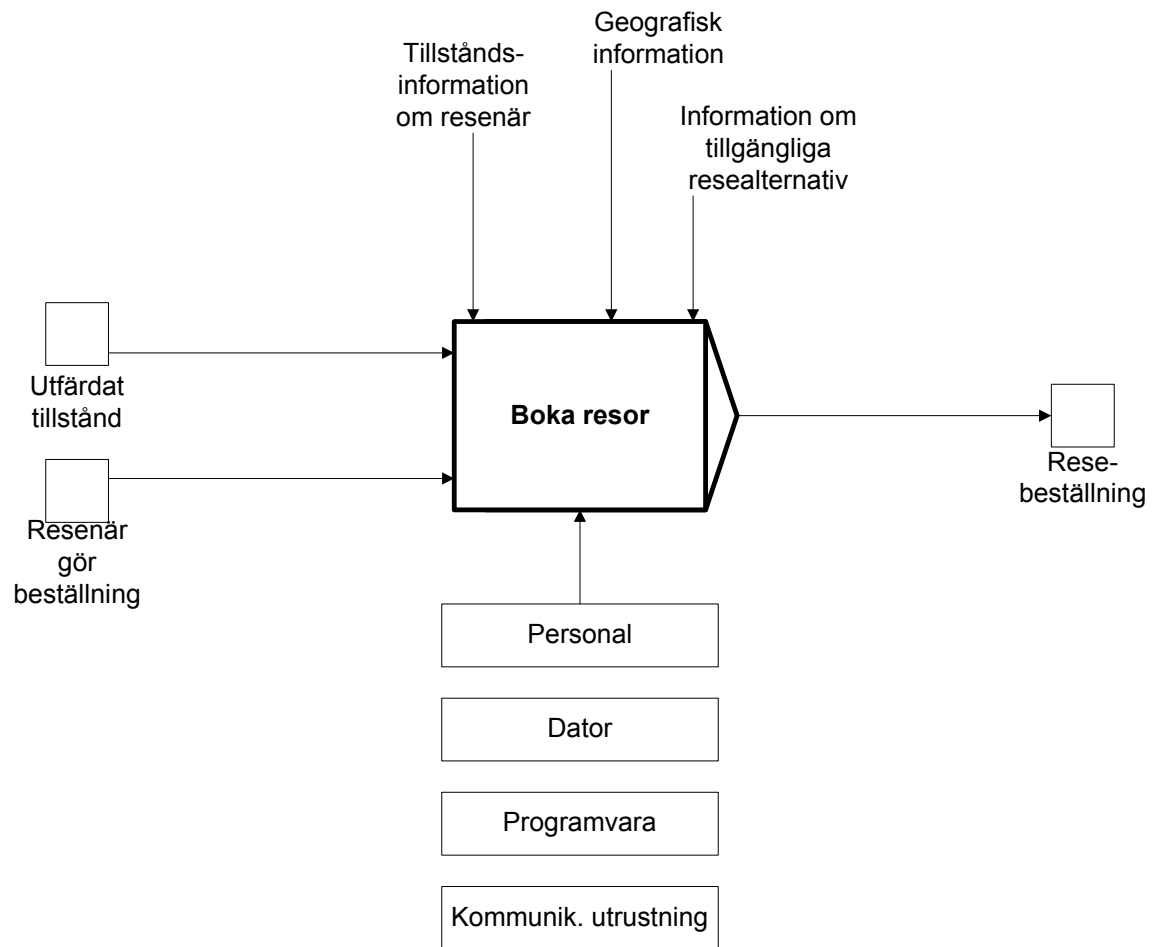 Geografisk
information
Tillstånds-
information
om resenär
Information om
tillgängliga
resealternativ
Utfärdat
tillstånd
Boka resor
Rese-
beställning
Resenär
gör
beställning
Personal
Dator
Programvara
Kommunik. utrustning